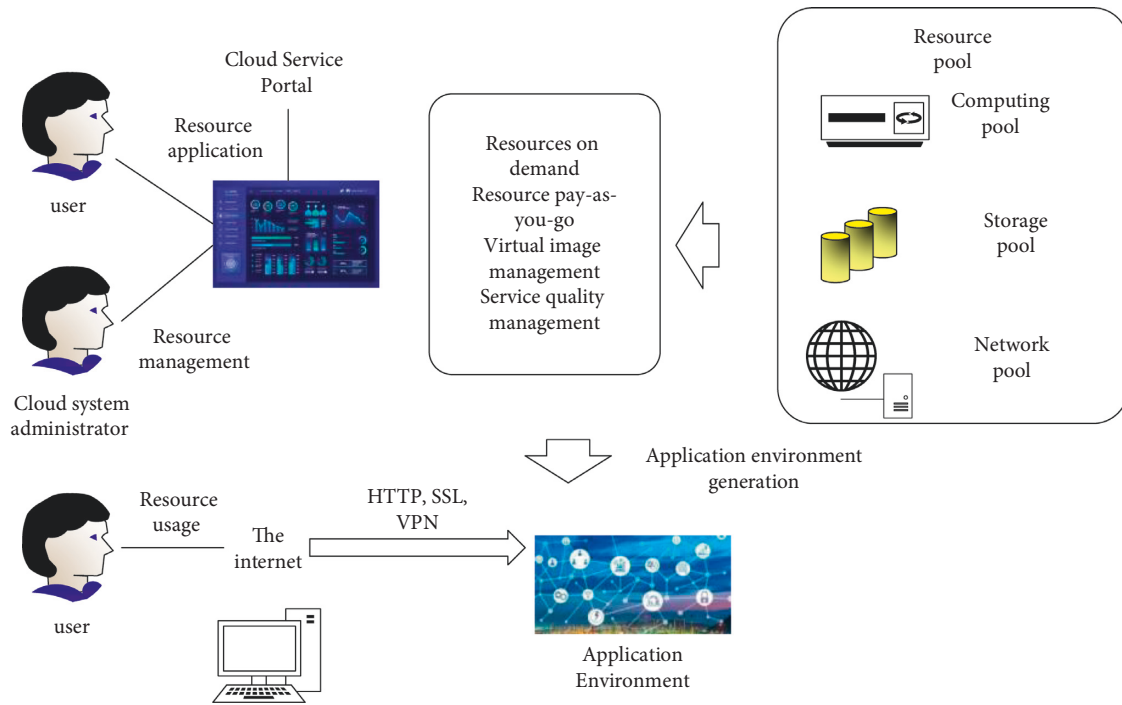 Cloud Service
Portal
Resource
application
user
Resource
management
Cloud system
administrator
Resources on
demand
Resource pay-as-
you-go
Virtual image
management
Service quality
management
Resource
pool
Computing
pool
Storage
pool
Network
pool
Application environment
generation
Resource
usage
The
internet
HTTP, SSL,
VPN
user
Application
Environment